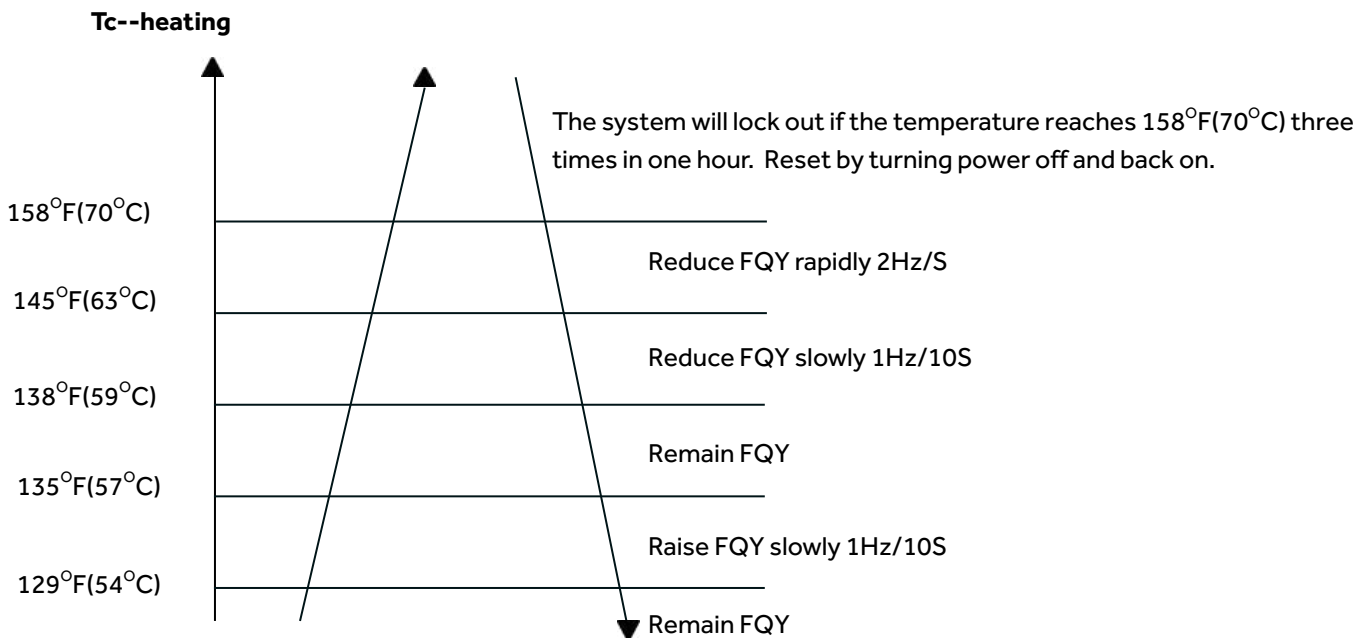 Tc--heating
The system will lock out if the temperature reaches 158°F(70°C) three
times in one hour.  Reset by turning power off and back on.
158°F(70°C)
Reduce FQY rapidly 2Hz/S
145°F(63°C)
Reduce FQY slowly 1Hz/10S
138°F(59°C)
Remain FQY
135°F(57°C)
Raise FQY slowly 1Hz/10S
129°F(54°C)
Remain FQY